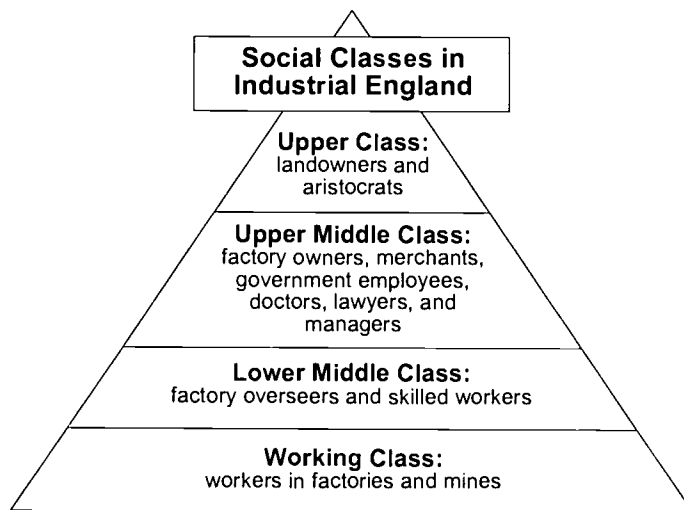 Social Classes in
Industrial England
Upper Class:
landowners and
aristocrats
Upper Middle Class:
factory owners, merchants,
government employees,
doctors, lawyers, and
managers
Lower Middle Class:
factory overseers and skilled workers
Working Class:
workers in factories and mines